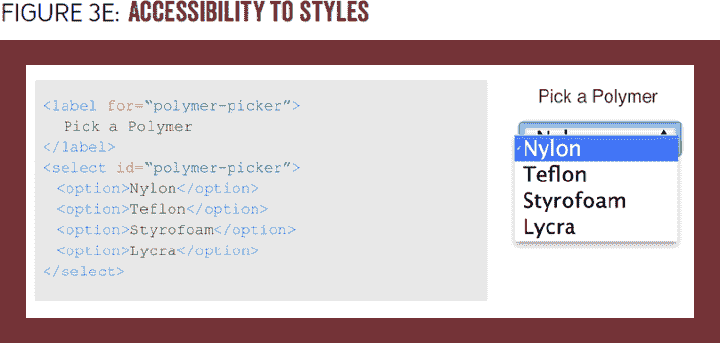 FIGURE 3E: ACCESSIBILITY TO STYLES
<label for=“polymer-picker”>
Pick a Polymer
</label>
<select id=“polymer-picker”>
<option>Nylon</option>
<option>Teflon</option>
<option>Styrofoam</option>
<option>Lycra</option>
</select>
Pick a Polymer
Nylon
Teflon
Styrofoam
Lycra